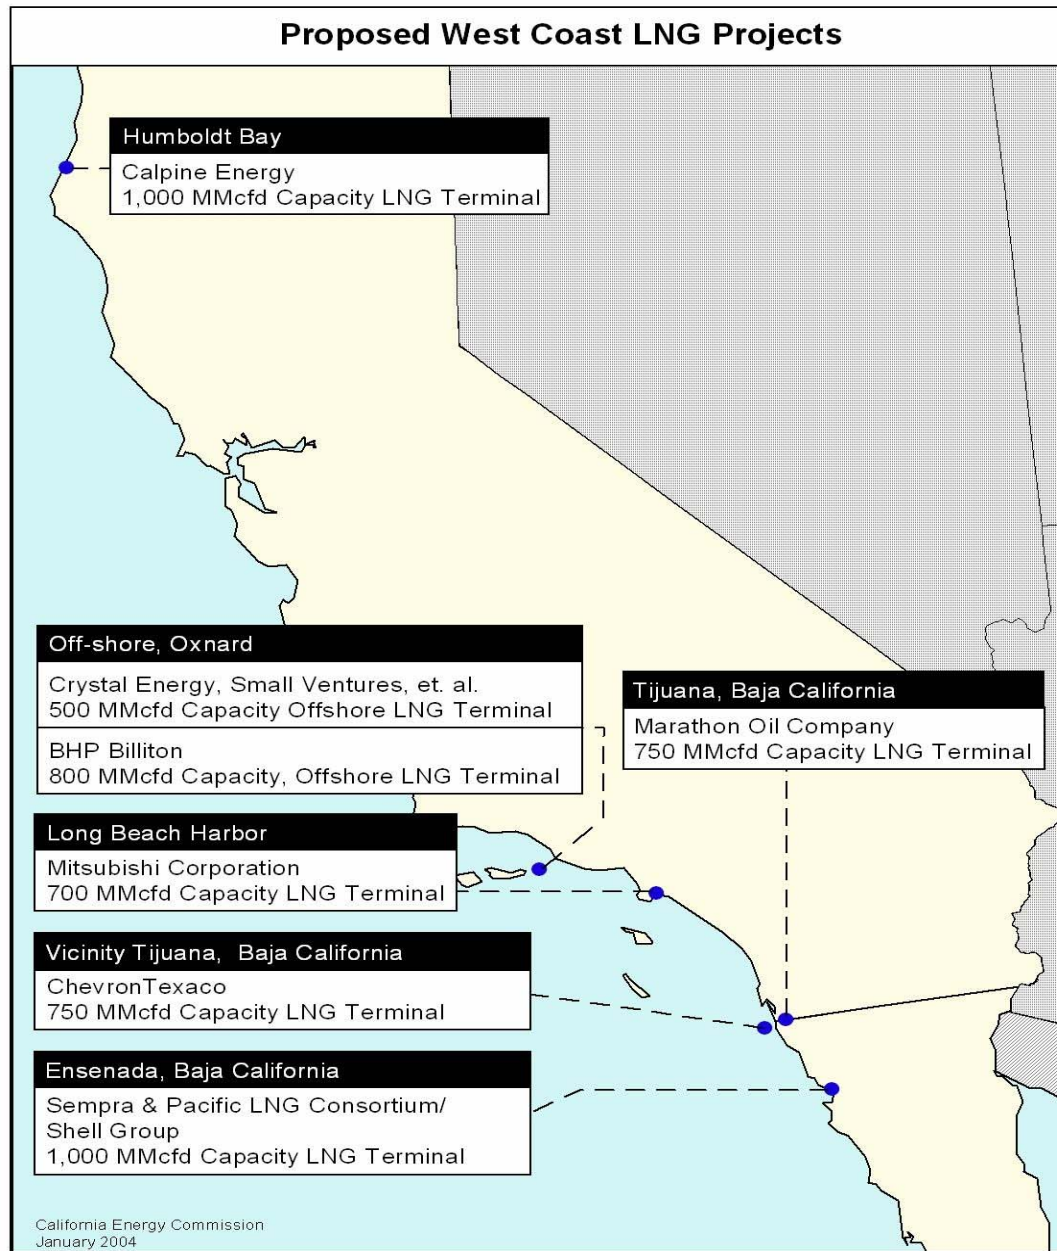 Proposed West Coast LNG Projects
Humboldt Bay
Calpine Energy
1,000 MMcfd Capacity LNG Terminal
Off-shore, Oxnard
Crystal Energy, Small Ventures, et. al.
500 MMcfd Capacity Offshore LNG Terminal
BHP Billiton
800 MMcfd Capacity, Offshore LNG Terminal
Tijuana, Baja California
Marathon Oil Company
750 MMcfd Capacity LNG Terminal
Long Beach Harbor
Mitsubishi Corporation
700 MMcfd Capacity LNG Terminal
Vicinity Tijuana, Baja California
ChevronTexaco
750 MMcfd Capacity LNG Terminal
Ensenada, Baja California
Sempra & Pacific LNG Consortium/
Shell Group
1,000 MMcfd Capacity LNG Terminal
California Energy Commission
January 2004